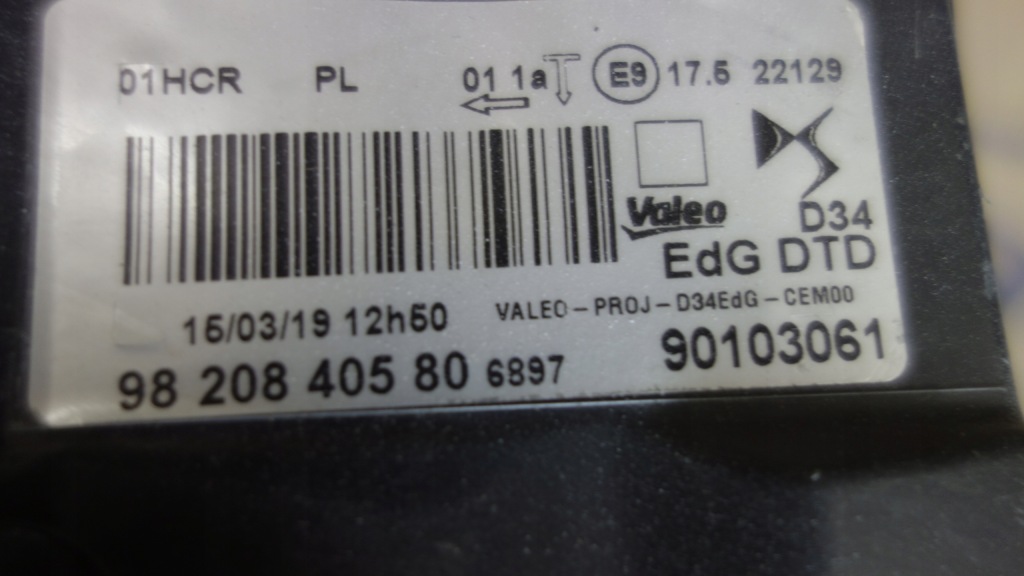 01HCR PL 01 1a E9 17.5 22129
Valeo D34
EdG DTD
15/03/19 12h50 VALEO-PROJ-D34EdG-CEM00
98 208 405 80 6897 90103061